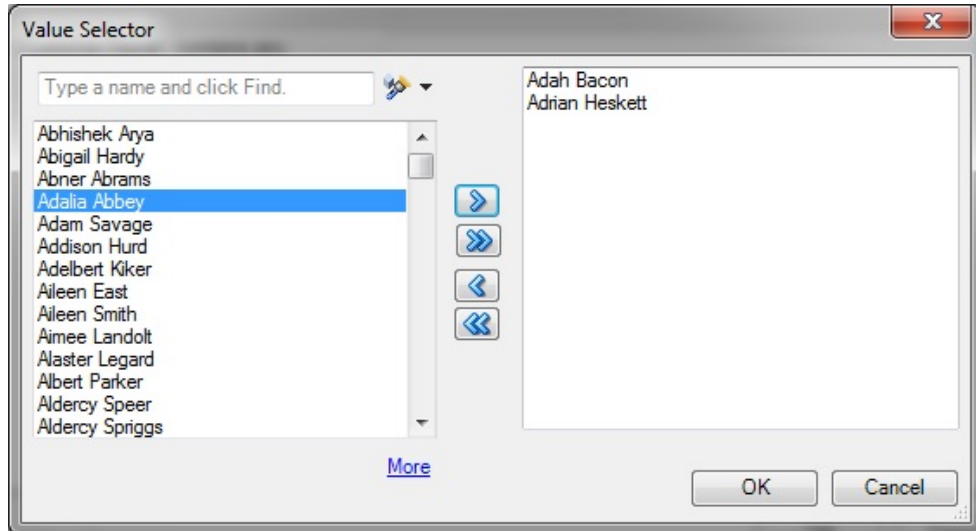 Value Selector
Type a name and click Find.
Abhishek Arya
Abigail Hardy
Abner Abrams
Adalia Abbey
Adam Savage
Addison Hurd
Adelbert Kiker
Aileen East
Aileen Smith
Aimee Landolt
Alaster Legard
Albert Parker
Aldercy Speer
Aldercy Spriggs
More
Adah Bacon
Adrian Heskett
OK
Cancel